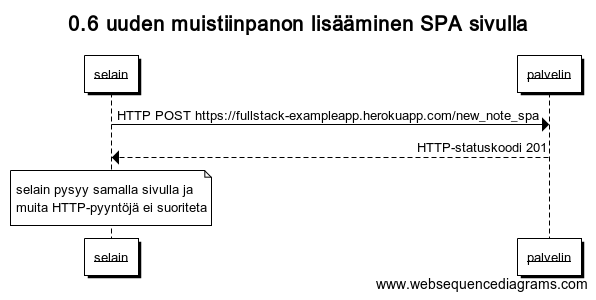 0.6 uuden muistiinpanon lisääminen SPA sivulla
selain
palvelin
HTTP POST https://fullstack-exampleapp.herokuapp.com/new_note_spa
HTTP-statuskoodi 201
selain pysyy samalla sivulla ja
muita HTTP-pyyntöjä ei suoriteta
selain
palvelin
www.websequencediagrams.com